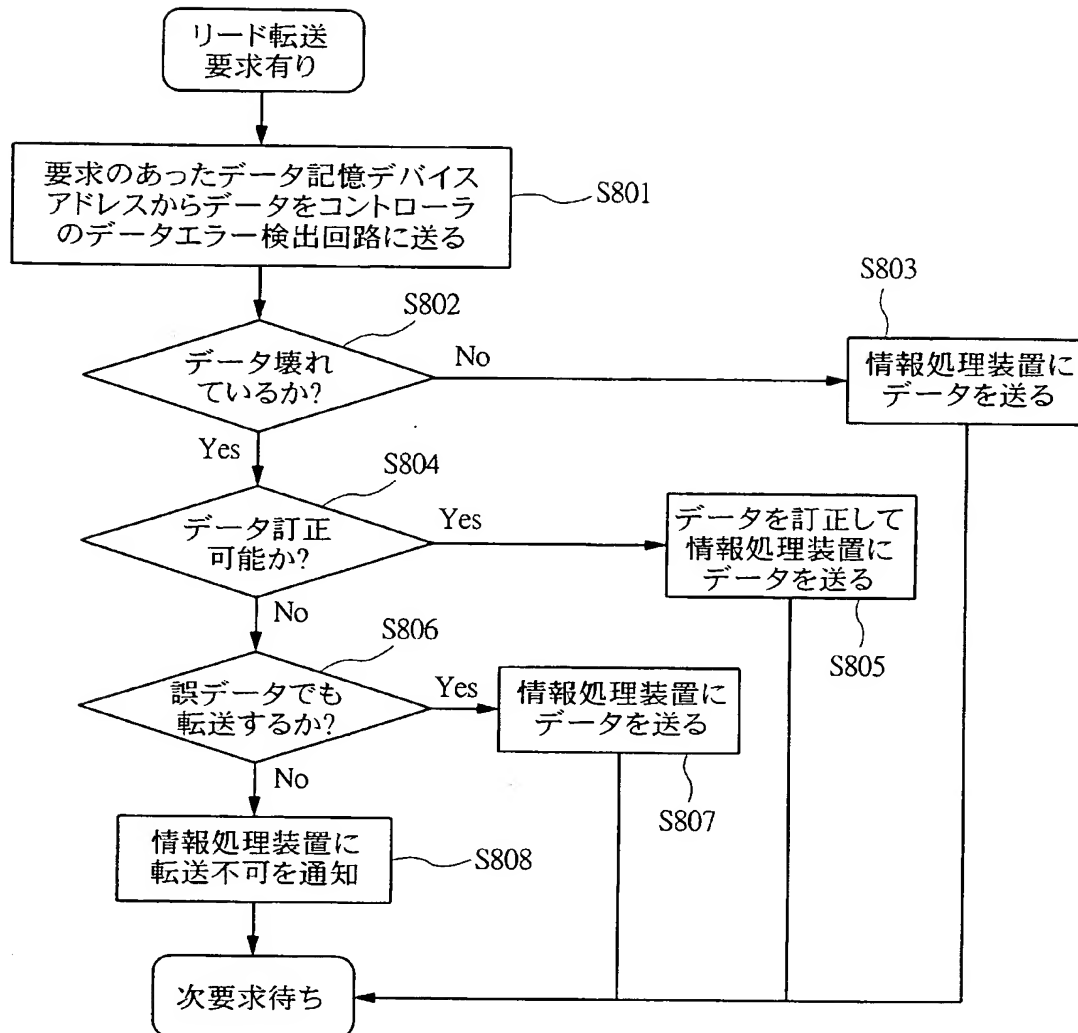 リード転送
要求有り
要求のあったデータ記憶デバイス
アドレスからデータをコントローラ
のデータエラー検出回路に送る
S801
S802
データ壊れ
ているか?
No
Yes
S803
情報処理装置に
データを送る
S804
データ訂正
可能か?
Yes
No
データを訂正して
情報処理装置に
データを送る
S805
S806
誤データでも
転送するか?
Yes
No
情報処理装置に
データを送る
S807
情報処理装置に
転送不可を通知
S808
次要求待ち